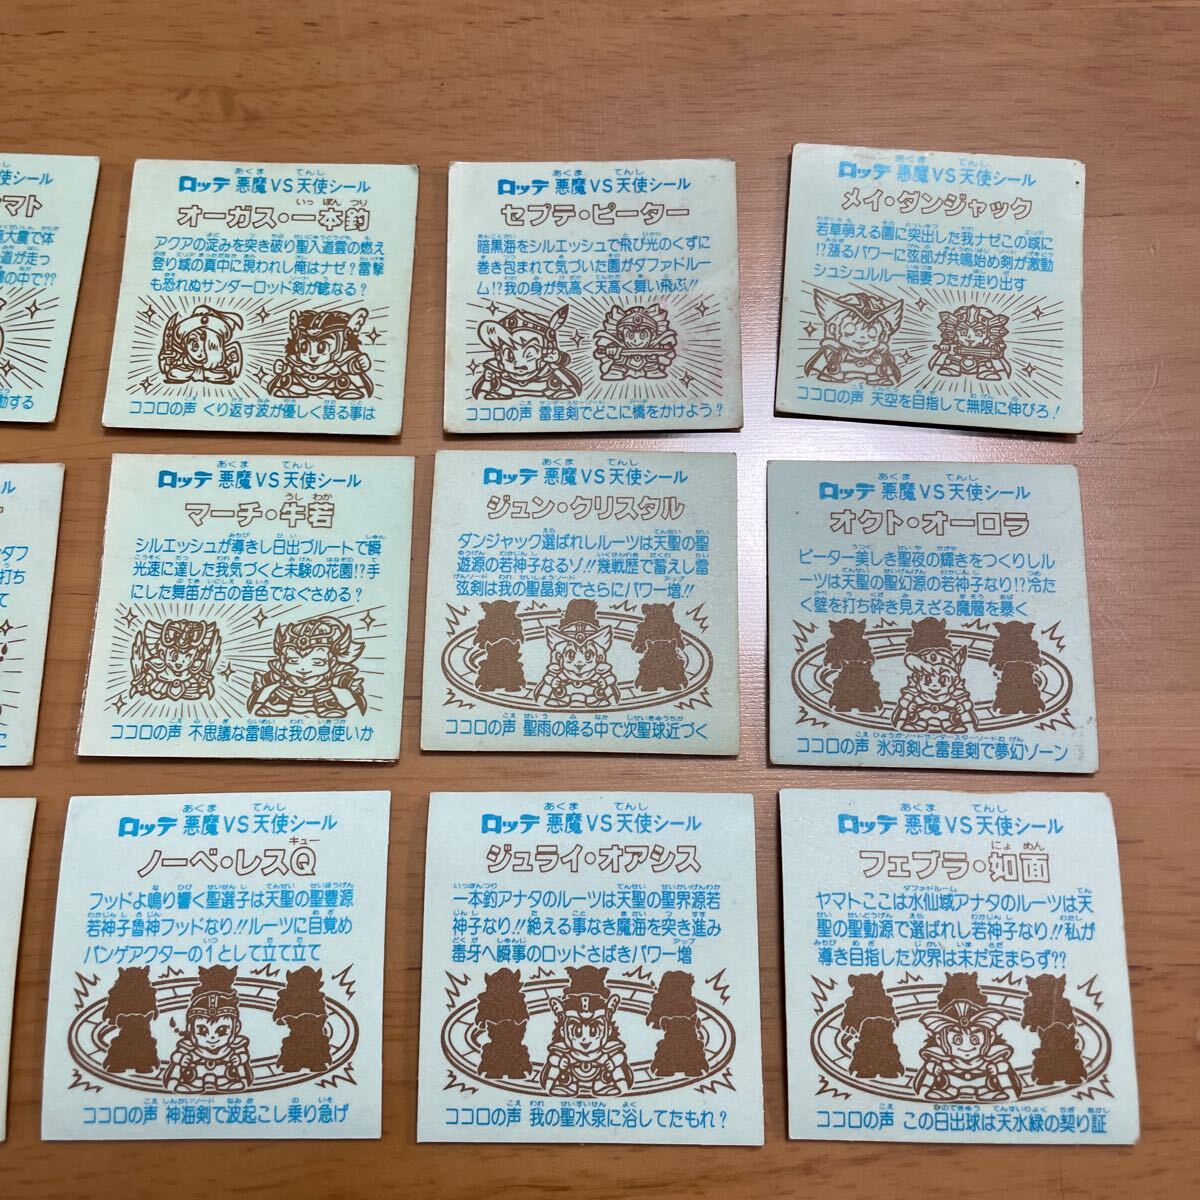 使シール
マト
大震で体
道が走っ
の中で??
動する
ロッテ 悪魔VS天使シール
オーガス・一本釣
アクアの淀みを突き破り聖入道雲の燃え
登り城の真中に現われし俺はナゼ?雷撃
も恐れぬサンダーロッド剣が唸なる?
ココロの声 くり返す波が優しく語る事は
ロッテ 悪魔VS天使シール
セプテ・ピーター
暗黒海をシルエッシュで飛び光のくずに
巻き包まれて気づいた園がダファドルー
ム!?我の身が気高く天高く舞い飛ぶ!!
ココロの声 雷星剣でどこに橋をかけよう?
ロッテ 悪魔VS天使シール
メイ・ダンジャック
若草萌える園に突出した我ナゼこの城に
!?漲るパワーに弦部が共鳴始め剣が激動
シュシュルルー稲妻つたが走り出す
ココロの声 天空を目指して無限に伸びろ!
ル
ダフ
打ち
て
こ
ロッテ 悪魔VS天使シール
マーチ・牛若
シルエッシュが導きし日出づルートで瞬
光速に達した我気づくと未験の花園!?手
にした舞笛が古の音色でなぐさめる?
ココロの声 不思議な雷鳴は我の息使いか
ロッテ 悪魔VS天使シール
ジュン・クリスタル
ダンジャック選ばれしルーツは天聖の聖
遊源の若神子なるゾ!!幾戦歴て蓄えし雷
弦剣は我の聖晶剣でさらにパワー増!!
ココロの声 聖雨の降る中で次聖球近づく
ロッテ 悪魔VS天使シール
オクト・オーロラ
ピーター美しき聖夜の輝きをつくりしル
ーツは天聖の聖幻源の若神子なり!?冷た
く壁を打ち砕き見えざる魔層を暴く
ココロの声 氷河剣と雷星剣で夢幻ゾーン
ロッテ 悪魔VS天使シール
ノーベ・レスQ
フッドよ鳴り響く聖選子は天聖の聖豊源
若神子魯神フッドなり!!ルーツに目覚め
パンゲアクターの1として立て立て
ココロの声 神海剣で波起こし乗り急げ
ロッテ 悪魔VS天使シール
ジュライ・オアシス
一本釣アナタのルーツは天聖の聖界源若
神子なり!!絶える事なき魔海を突き進み
毒牙へ瞬事のロッドさばきパワー増
ココロの声 我の聖水泉に浴してたもれ?
ロッテ 悪魔VS天使シール
フェブラ・如面
ヤマトここは水仙城アナタのルーツは天
聖の聖動源で選ばれし若神子なり!!私が
導き目指した次界は未だ定まらず??
ココロの声 この日出球は天水縁の契り証